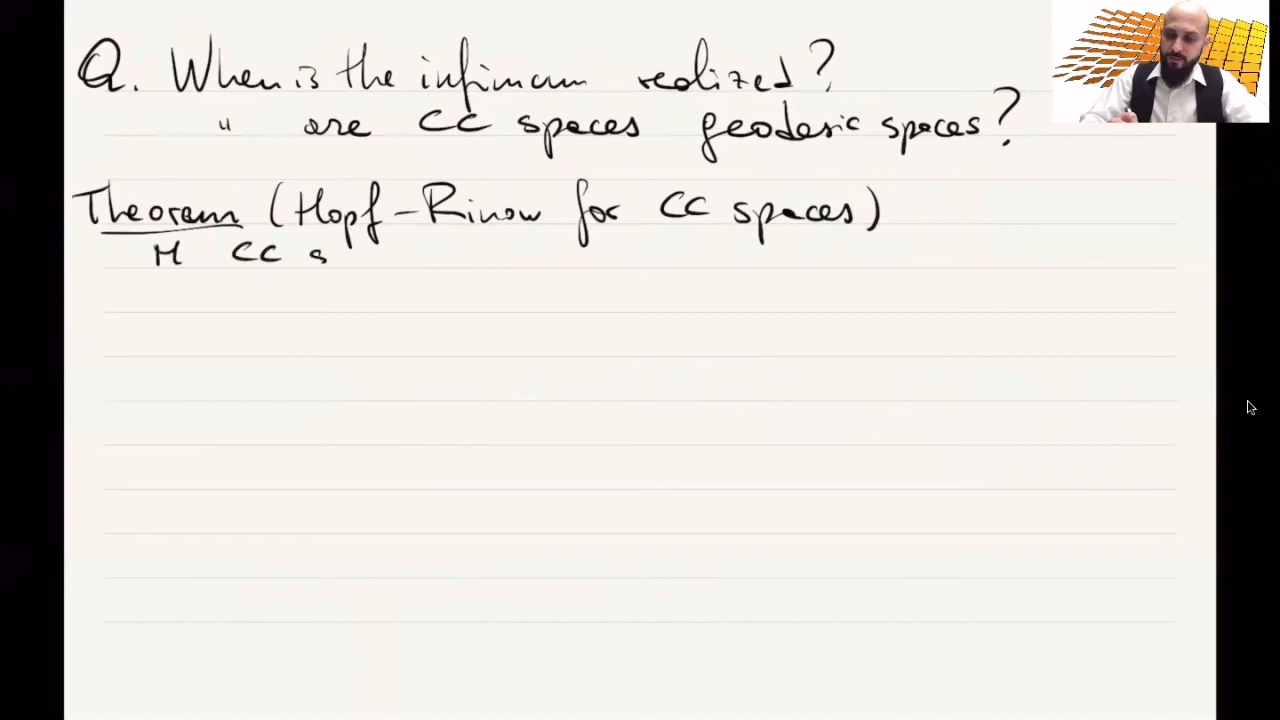 Q. When is the infimum realized?
" are CC spaces geodesic spaces?
Theorem (Hopf-Rinow for CC spaces)
M CC s